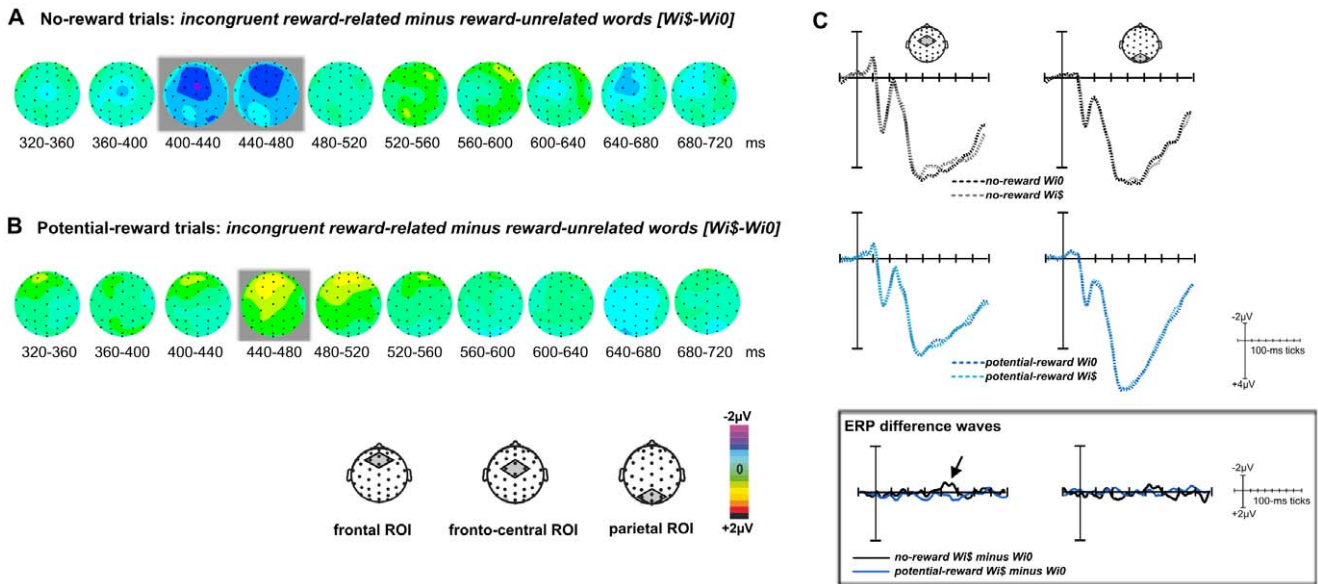 A No-reward trials: incongruent reward-related minus reward-unrelated words [Wi$-Wi0]
320-360 360-400 400-440 440-480 480-520 520-560 560-600 600-640 640-680 680-720 ms
B Potential-reward trials: incongruent reward-related minus reward-unrelated words [Wi$-Wi0]
320-360 360-400 400-440 440-480 480-520 520-560 560-600 600-640 640-680 680-720 ms
-2µV
0
+2µV
frontal ROI fronto-central ROI parietal ROI
C
no-reward Wi0
no-reward Wi$
potential-reward Wi0
potential-reward Wi$
-2µV
100-ms ticks
+4µV
ERP difference waves
-2µV
100-ms ticks
+2µV
no-reward Wi$ minus Wi0
potential-reward Wi$ minus Wi0